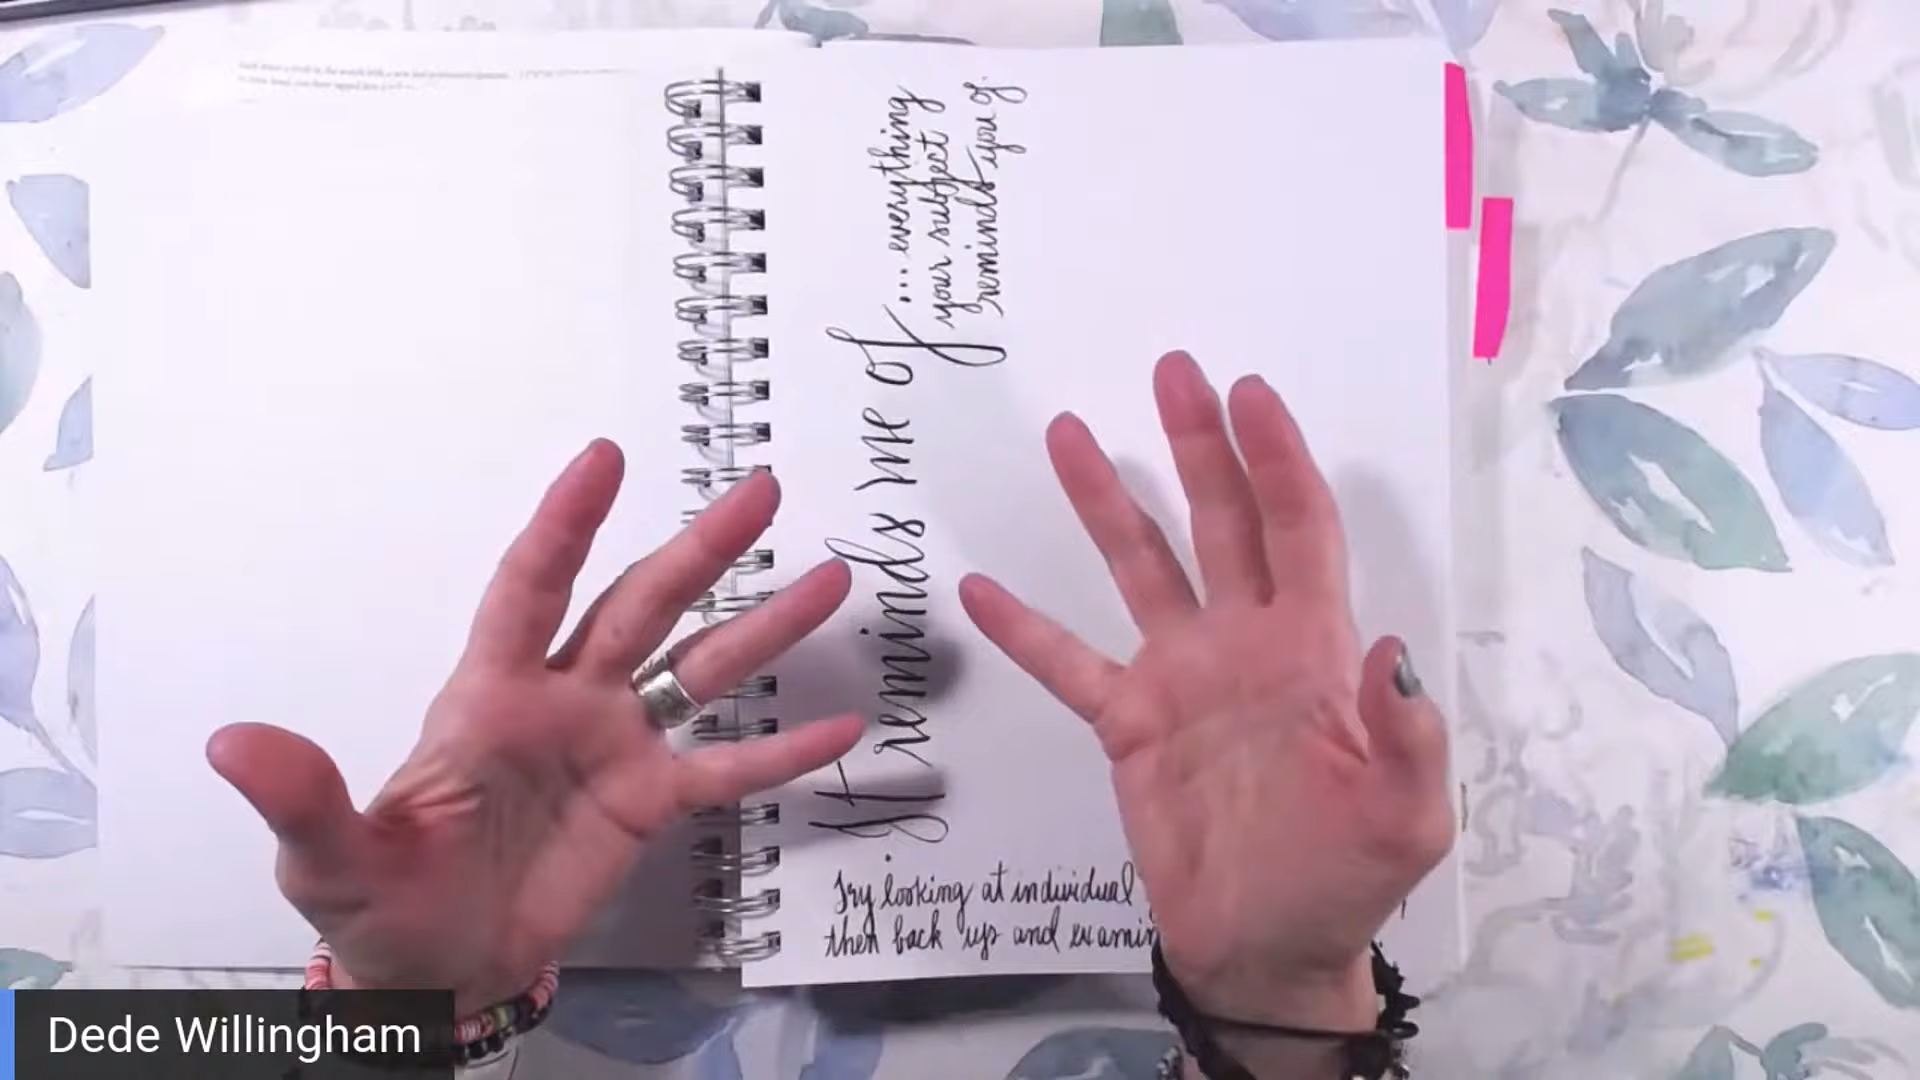 It reminds me of
...everything
your subject
reminds you of.
Try looking at individual
then back up and
Dede Willingham